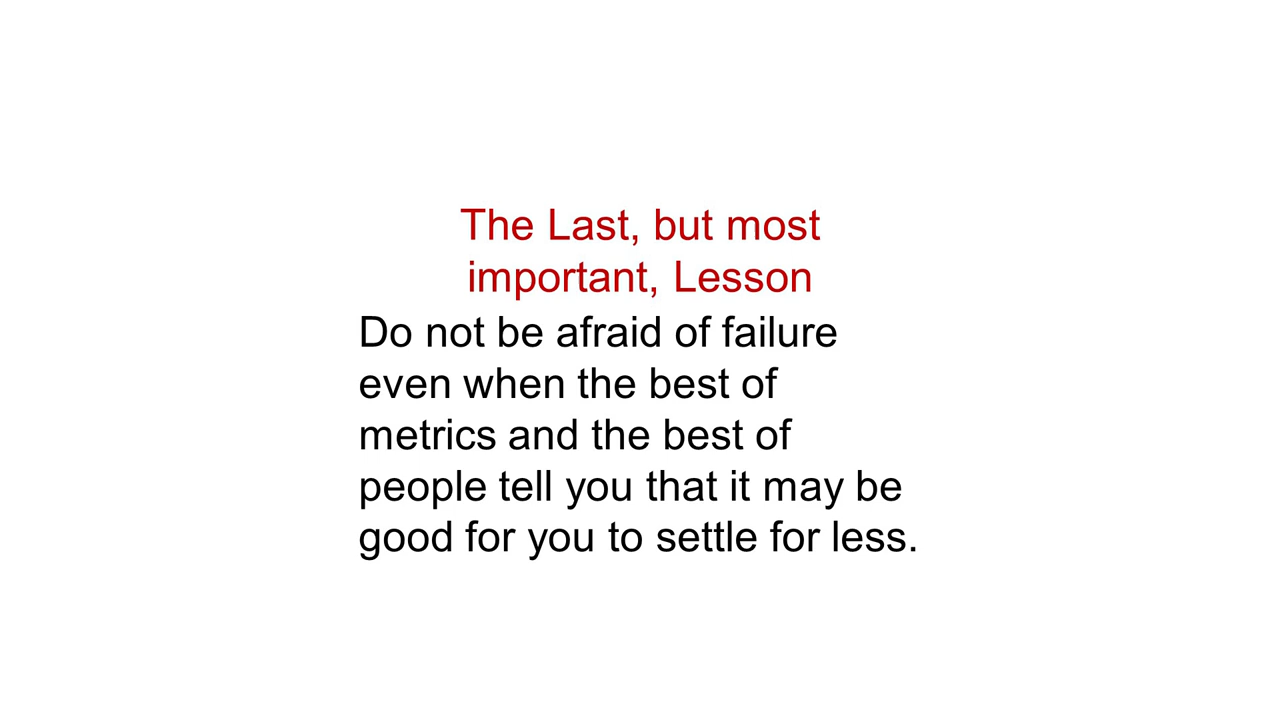 The Last, but most
important, Lesson
Do not be afraid of failure
even when the best of
metrics and the best of
people tell you that it may be
good for you to settle for less.